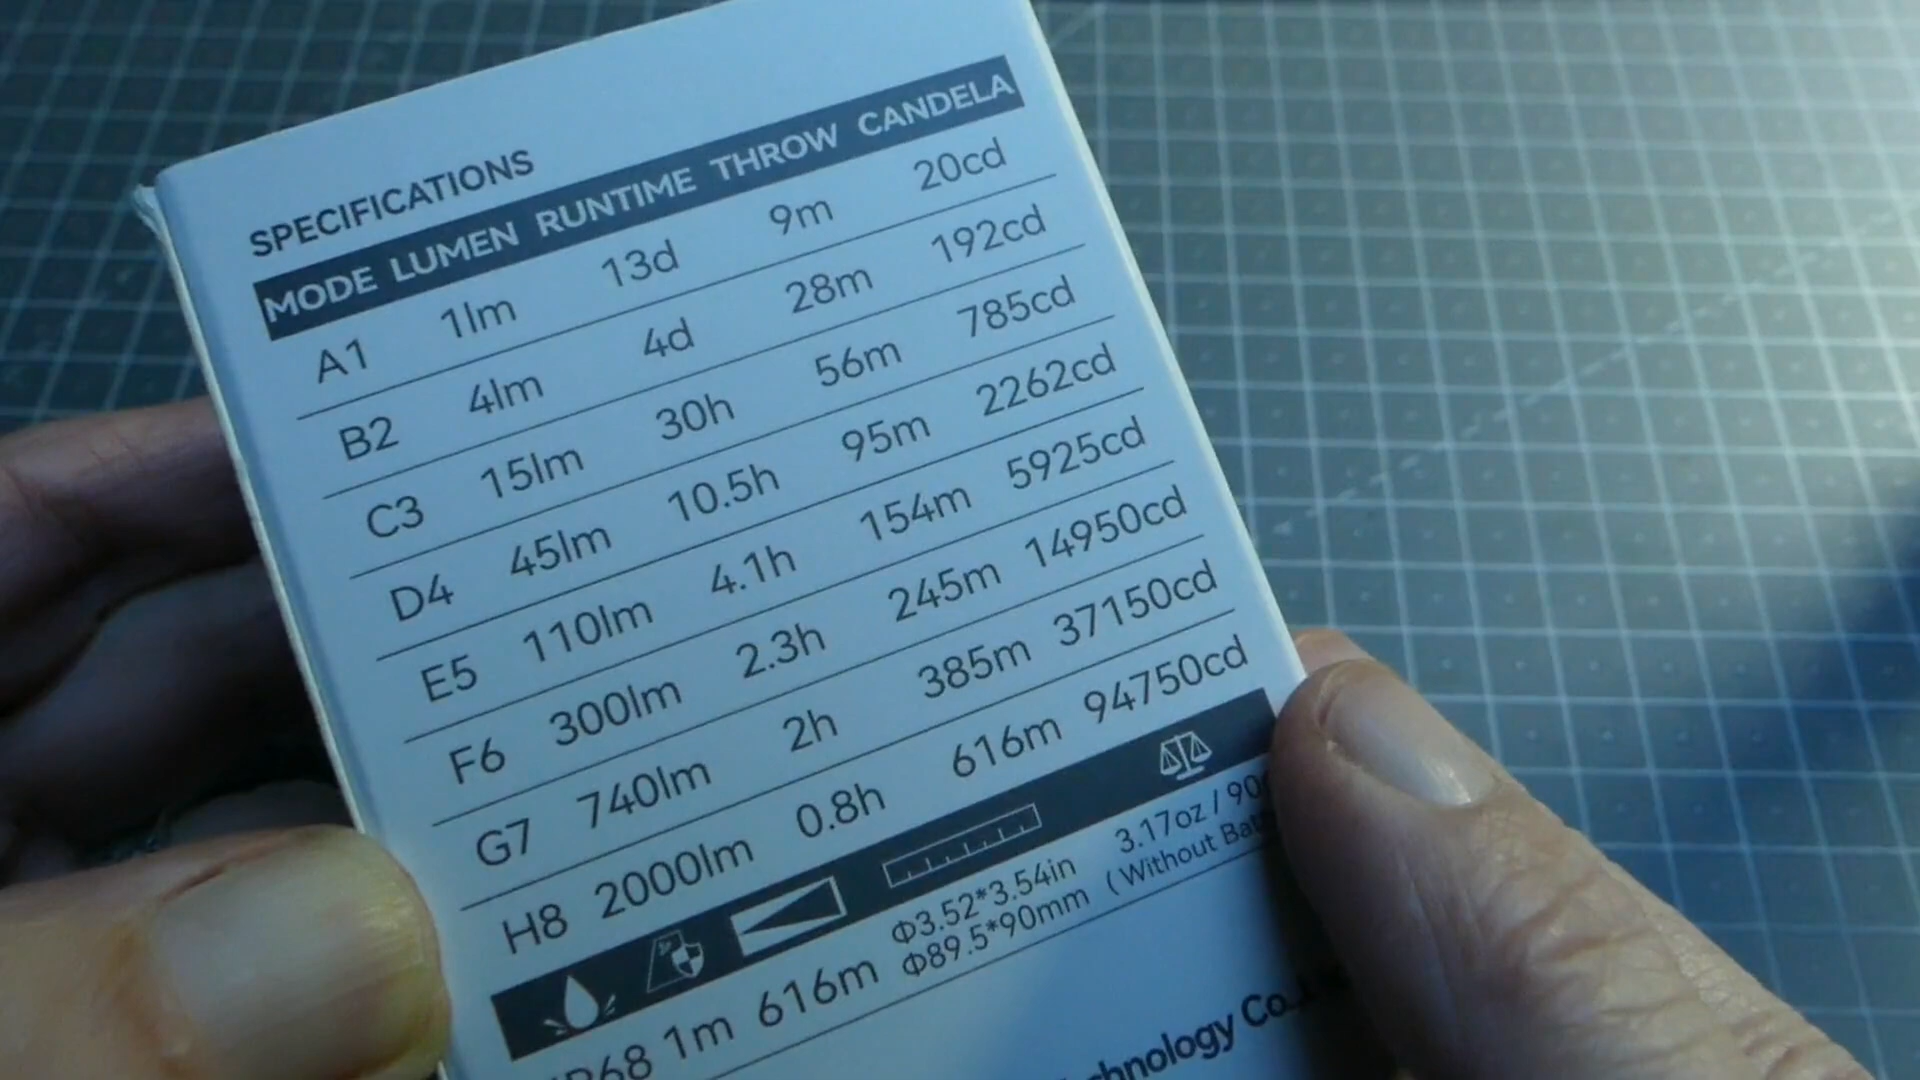 SPECIFICATIONS
MODE LUMEN RUNTIME THROW CANDELA
A1 1lm 13d 9m 20cd
B2 4lm 4d 28m 192cd
C3 15lm 30h 56m 785cd
D4 45lm 10.5h 95m 2262cd
E5 110lm 4.1h 154m 5925cd
F6 300lm 2.3h 245m 14950cd
G7 740lm 2h 385m 37150cd
H8 2000lm 0.8h 616m 94750cd
1m 616m Φ3.52*3.54in 3.17oz /
Φ89.5*90mm (Without